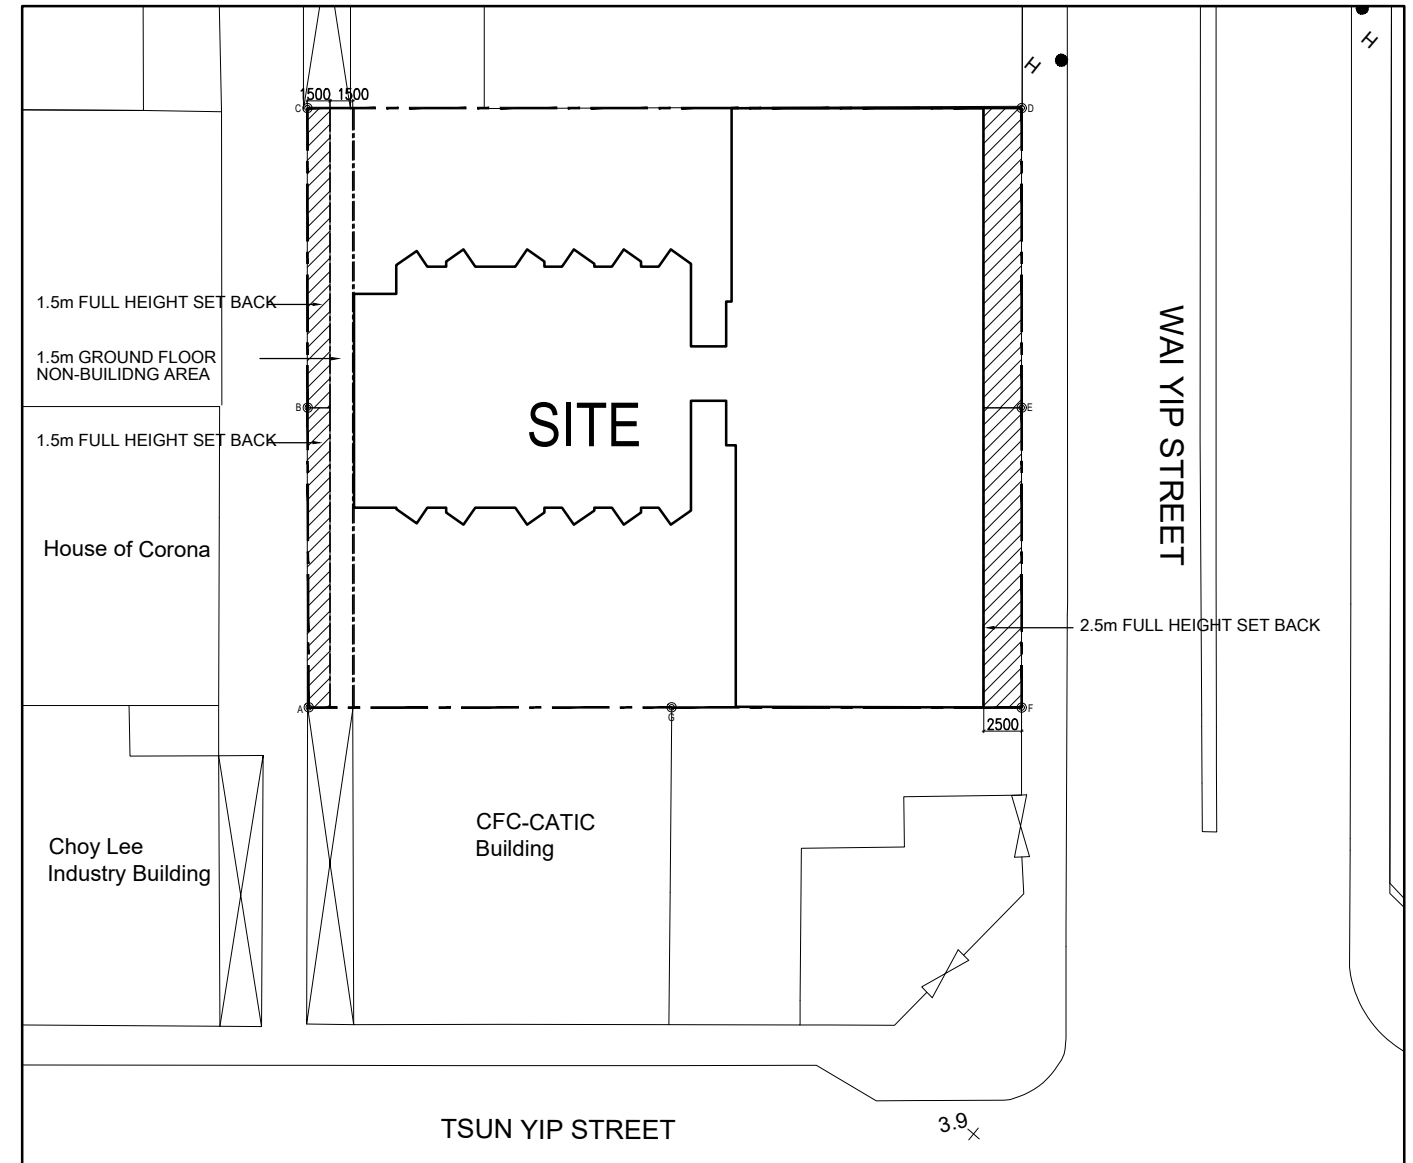 H
H
1500 1500
C
D
1.5m FULL HEIGHT SET BACK
1.5m GROUND FLOOR
NON-BUILIDNG AREA
WAI YIP STREET
B
E
SITE
1.5m FULL HEIGHT SET BACK
House of Corona
2.5m FULL HEIGHT SET BACK
A
G
F
2500
CFC-CATIC
Building
Choy Lee
Industry Building
TSUN YIP STREET
3.9